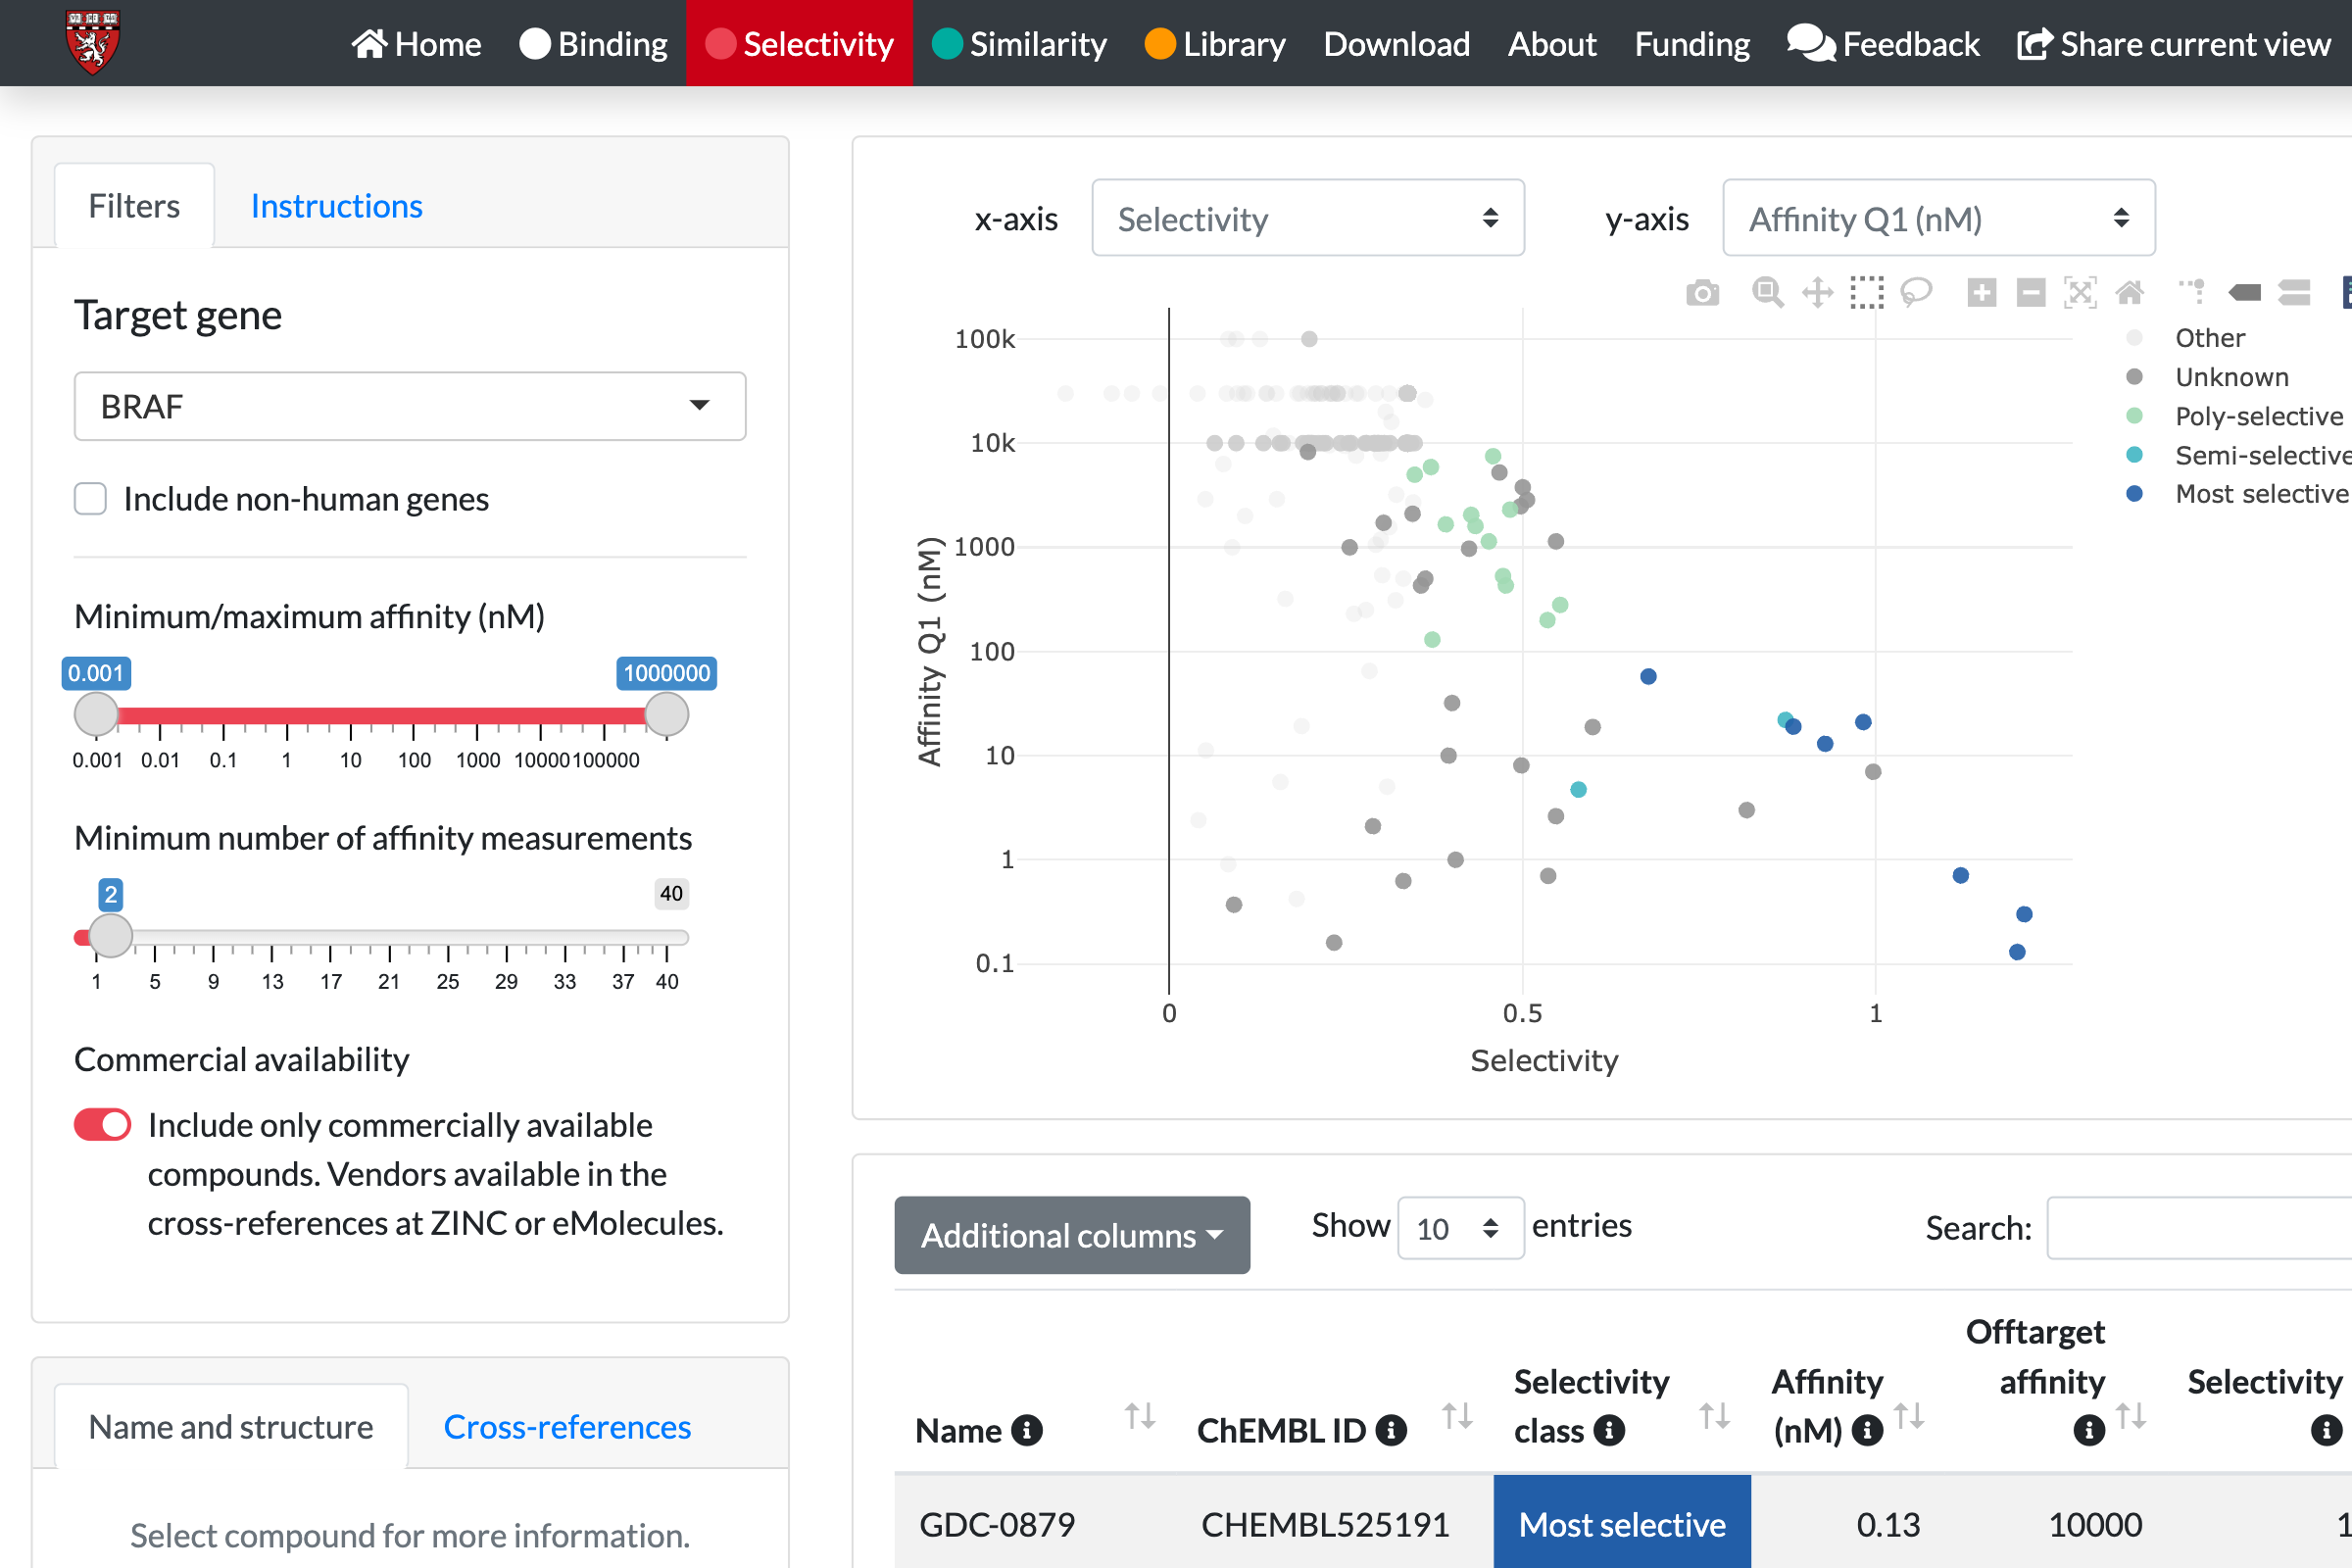 Home Binding Selectivity Similarity Library Download About Funding Feedback Share current view
Filters Instructions
Target gene
BRAF
Include non-human genes
Minimum/maximum affinity (nM)
0.001 1000000
0.001 0.01 0.1 1 10 100 1000 10000 100000
Minimum number of affinity measurements
2 40
1 5 9 13 17 21 25 29 33 37 40
Commercial availability
Include only commercially available
compounds. Vendors available in the
cross-references at ZINC or eMolecules.
Name and structure Cross-references
Select compound for more information.
x-axis Selectivity y-axis Affinity Q1 (nM)
100k
10k
1000
100
10
1
0.1
Affinity Q1 (nM)
0 0.5 1
Selectivity
Other
Unknown
Poly-selective
Semi-selective
Most selective
Additional columns Show 10 entries Search:
Name ChEMBL ID Selectivity class Affinity (nM) Offtarget affinity Selectivity
GDC-0879 CHEMBL525191 Most selective 0.13 10000 1